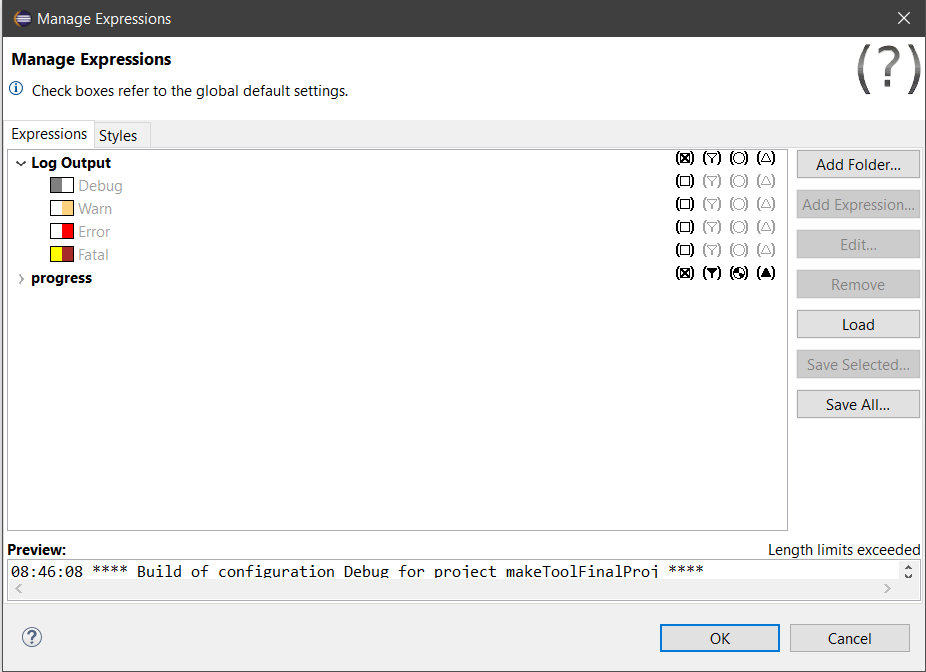 Manage Expressions
Manage Expressions
Check boxes refer to the global default settings.
Expressions Styles
Log Output
Debug
Warn
Error
Fatal
progress
Add Folder...
Add Expression...
Edit...
Remove
Load
Save Selected...
Save All...
Preview: Length limits exceeded
08:46:08 **** Build of configuration Debug for project makeToolFinalProj ****
OK Cancel